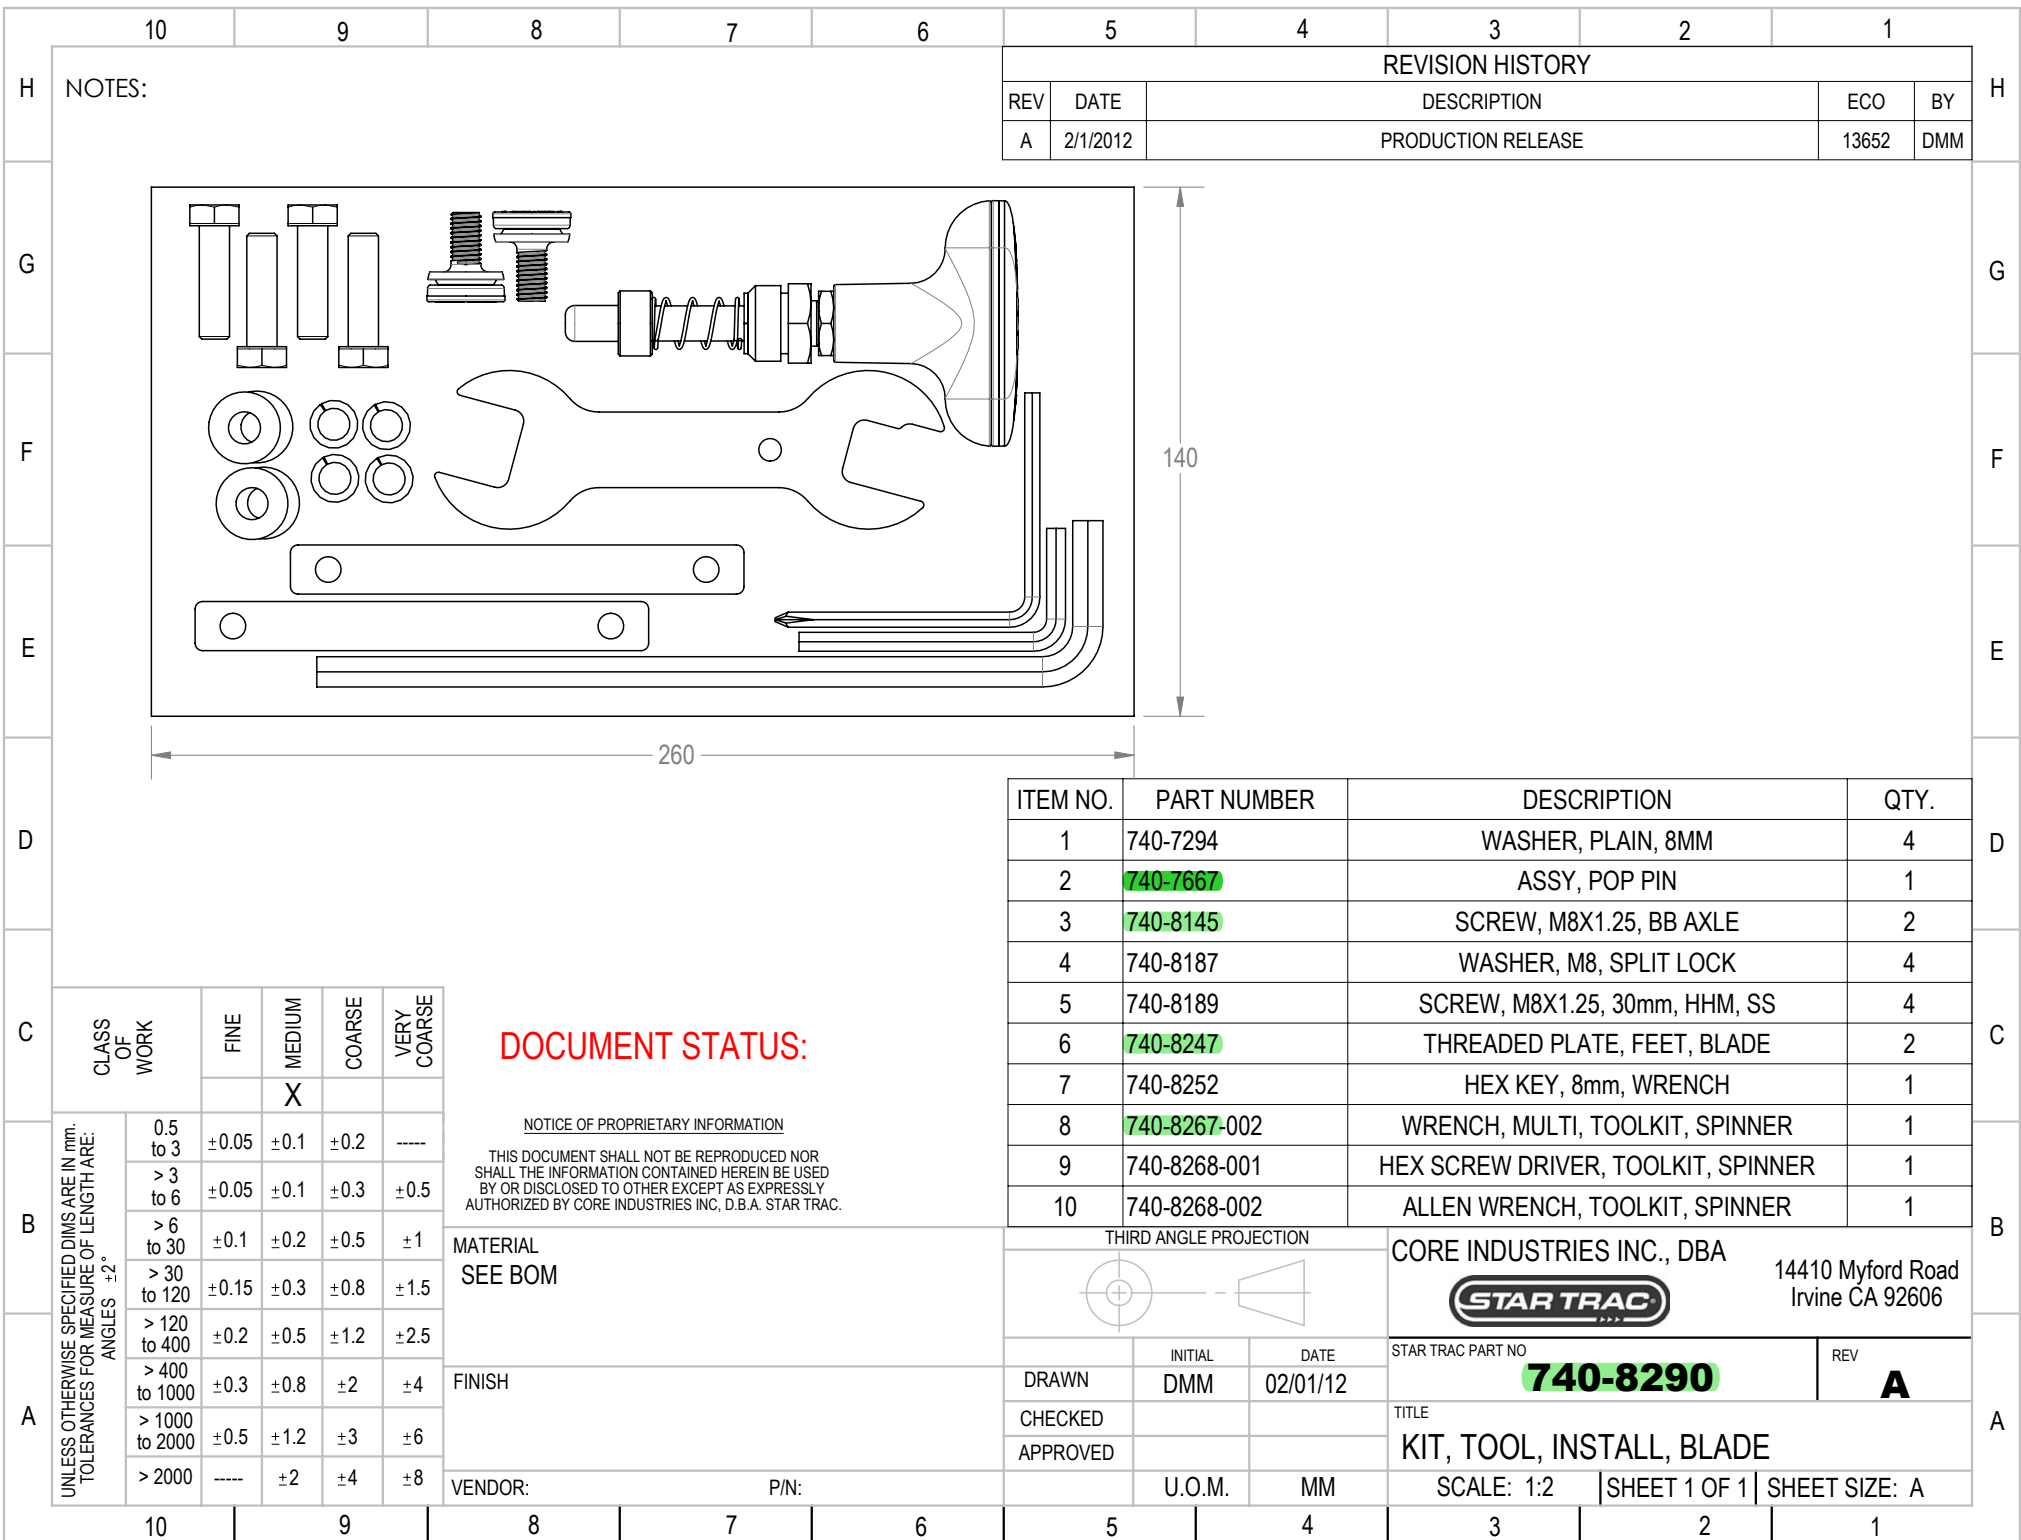 10 9 8 7 6 5 4 3 2 1
H
NOTES:
REVISION HISTORY
REV DATE DESCRIPTION ECO BY
A 2/1/2012 PRODUCTION RELEASE 13652 DMM
H
G
G
F
140
F
E
E
260
ITEM NO. PART NUMBER DESCRIPTION QTY.
1 740-7294 WASHER, PLAIN, 8MM 4
2 740-7667 ASSY, POP PIN 1
3 740-8145 SCREW, M8X1.25, BB AXLE 2
4 740-8187 WASHER, M8, SPLIT LOCK 4
5 740-8189 SCREW, M8X1.25, 30mm, HHM, SS 4
6 740-8247 THREADED PLATE, FEET, BLADE 2
7 740-8252 HEX KEY, 8mm, WRENCH 1
8 740-8267-002 WRENCH, MULTI, TOOLKIT, SPINNER 1
9 740-8268-001 HEX SCREW DRIVER, TOOLKIT, SPINNER 1
10 740-8268-002 ALLEN WRENCH, TOOLKIT, SPINNER 1
D
D
C
C
CLASS
OF
WORK
FINE
MEDIUM
COARSE
VERY
COARSE
X
UNLESS OTHERWISE SPECIFIED DIMS ARE IN mm.
TOLERANCES FOR MEASURE OF LENGTH ARE:
ANGLES ±2°
0.5
to 3 ±0.05 ±0.1 ±0.2 -----
> 3
to 6 ±0.05 ±0.1 ±0.3 ±0.5
> 6
to 30 ±0.1 ±0.2 ±0.5 ±1
> 30
to 120 ±0.15 ±0.3 ±0.8 ±1.5
> 120
to 400 ±0.2 ±0.5 ±1.2 ±2.5
> 400
to 1000 ±0.3 ±0.8 ±2 ±4
> 1000
to 2000 ±0.5 ±1.2 ±3 ±6
> 2000 ----- ±2 ±4 ±8
DOCUMENT STATUS:
NOTICE OF PROPRIETARY INFORMATION
THIS DOCUMENT SHALL NOT BE REPRODUCED NOR
SHALL THE INFORMATION CONTAINED HEREIN BE USED
BY OR DISCLOSED TO OTHER EXCEPT AS EXPRESSLY
AUTHORIZED BY CORE INDUSTRIES INC, D.B.A. STAR TRAC.
B
B
MATERIAL
SEE BOM
FINISH
VENDOR: P/N:
THIRD ANGLE PROJECTION
CORE INDUSTRIES INC., DBA
STAR TRAC
14410 Myford Road
Irvine CA 92606
INITIAL DATE
DRAWN DMM 02/01/12
CHECKED
APPROVED
U.O.M. MM
STAR TRAC PART NO
740-8290
REV
A
TITLE
KIT, TOOL, INSTALL, BLADE
SCALE: 1:2 SHEET 1 OF 1 SHEET SIZE: A
A
A
10 9 8 7 6 5 4 3 2 1